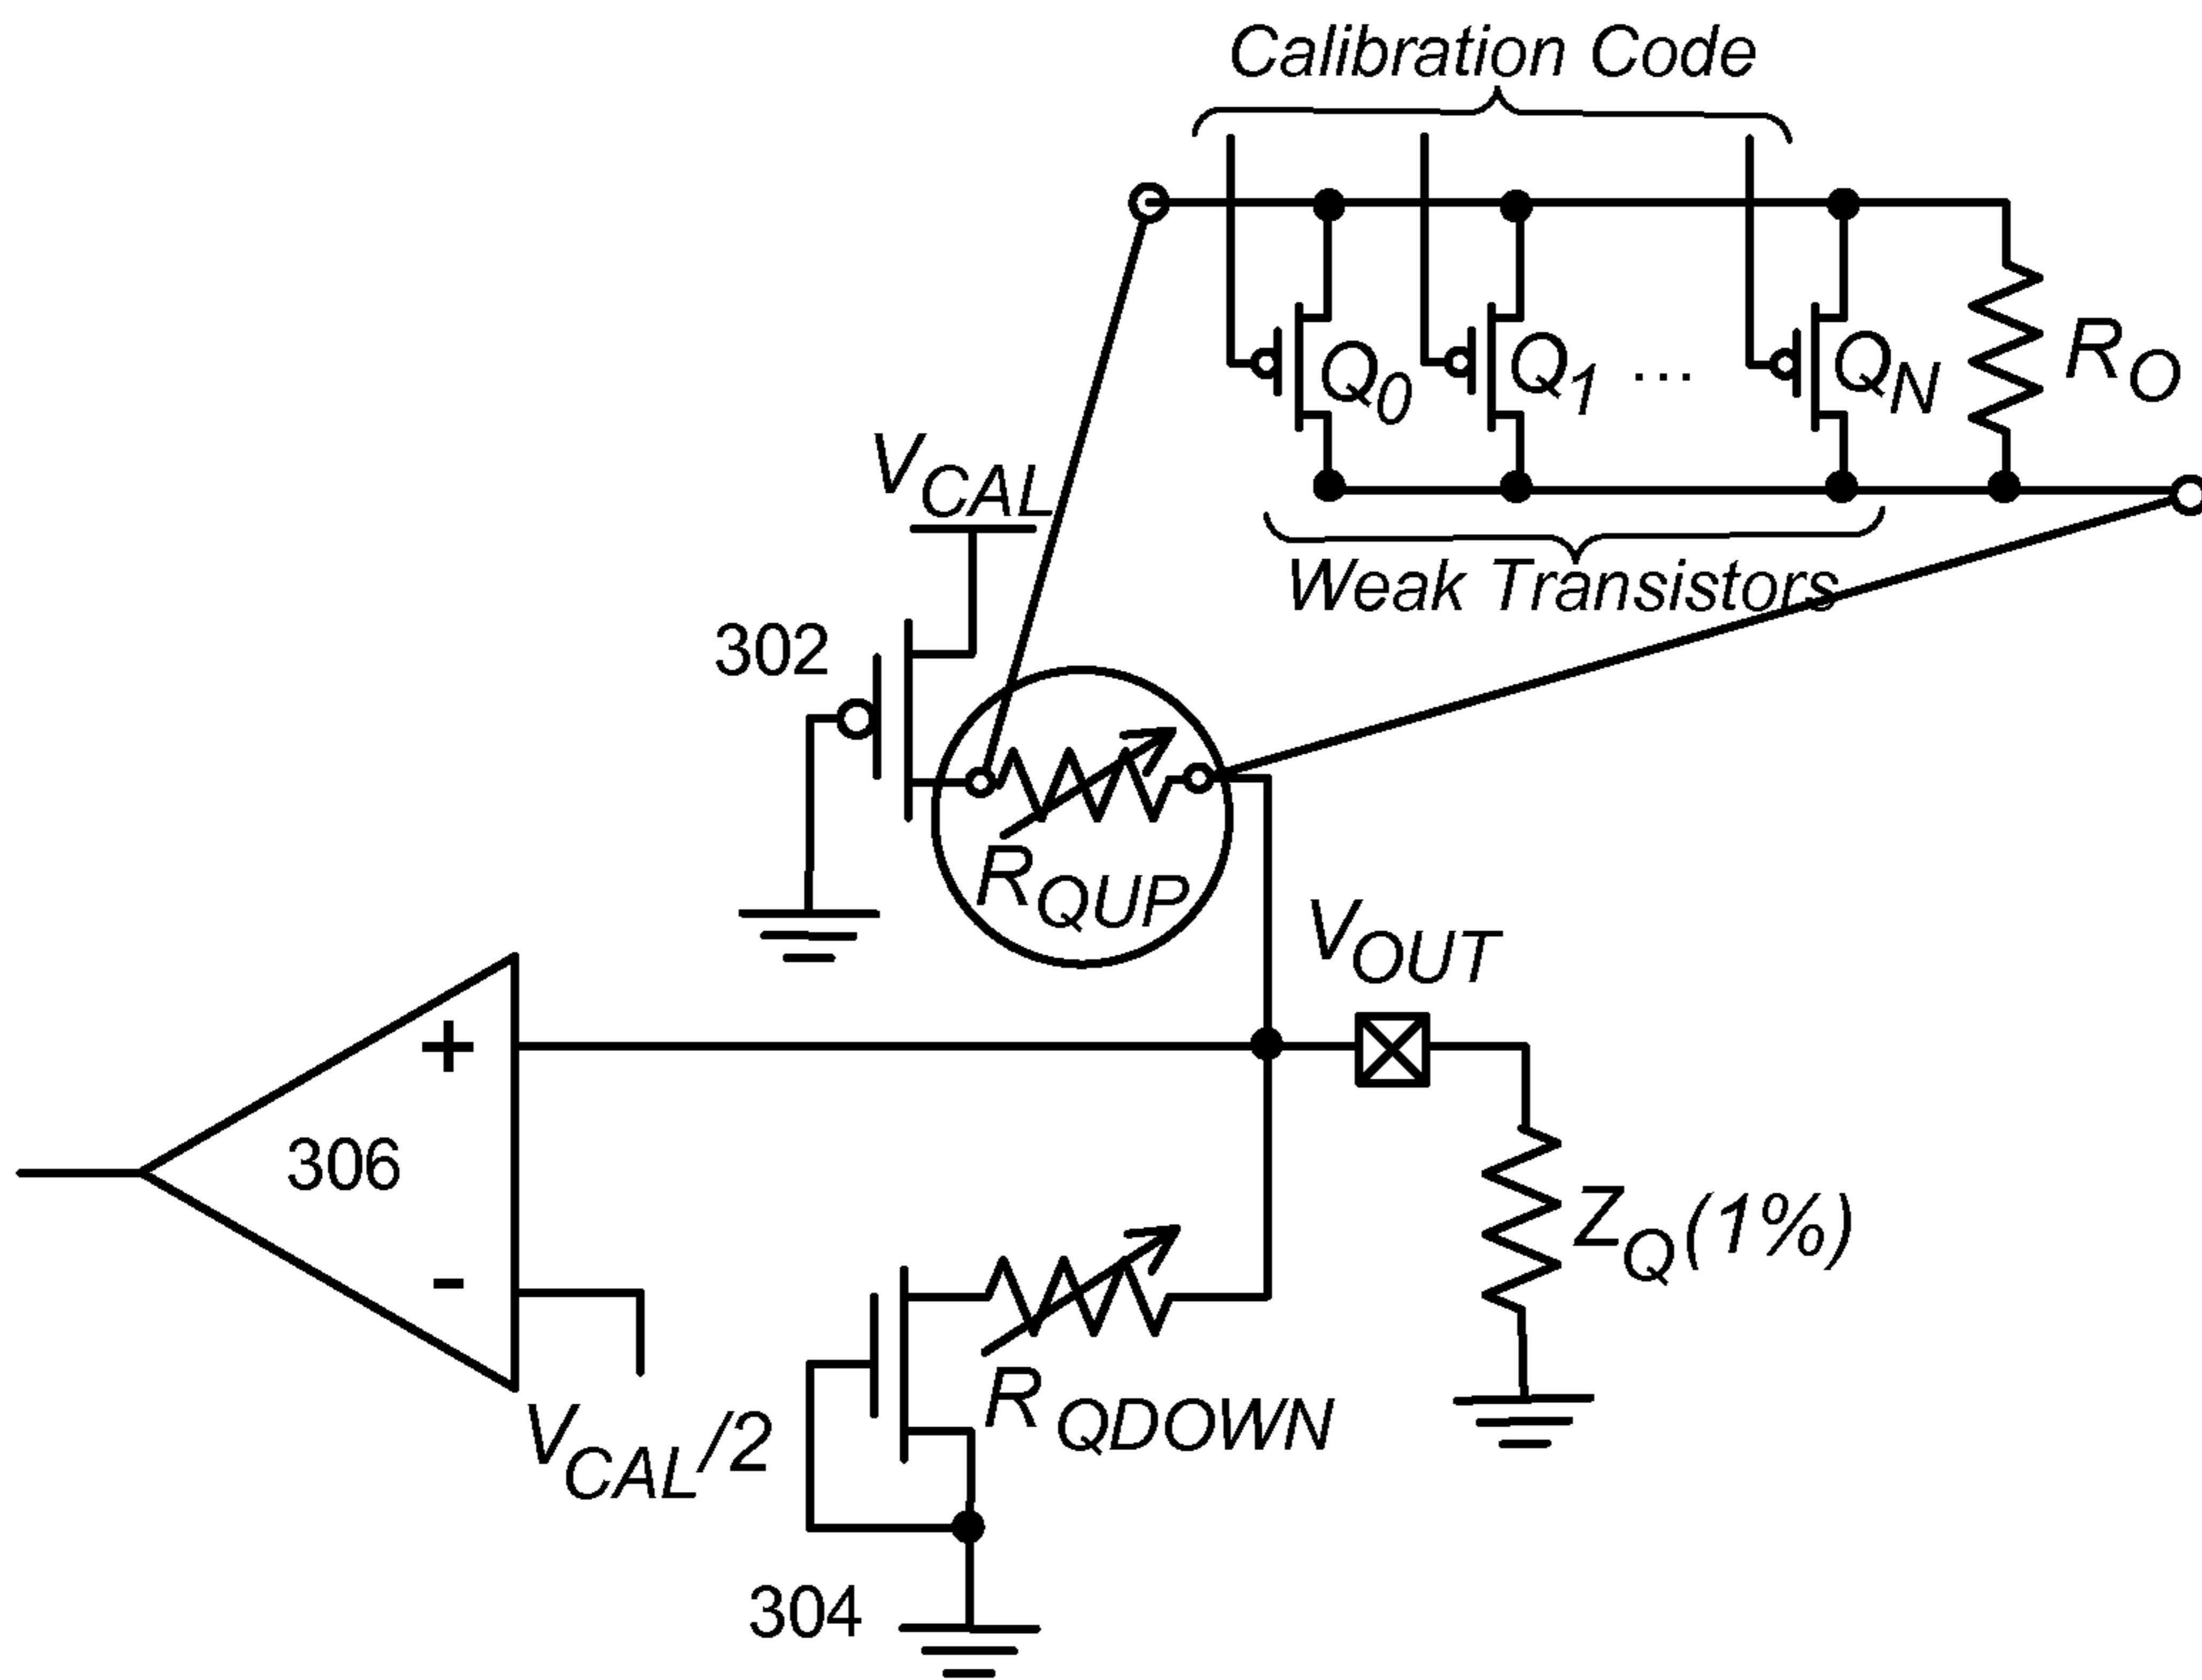 Calibration Code
Q0 Q1 ... QN RO
VCAL
Weak Transistors
302
RQUP
VOUT
+
306
ZQ(1%)
-
RQDOWN
VCAL/2
304